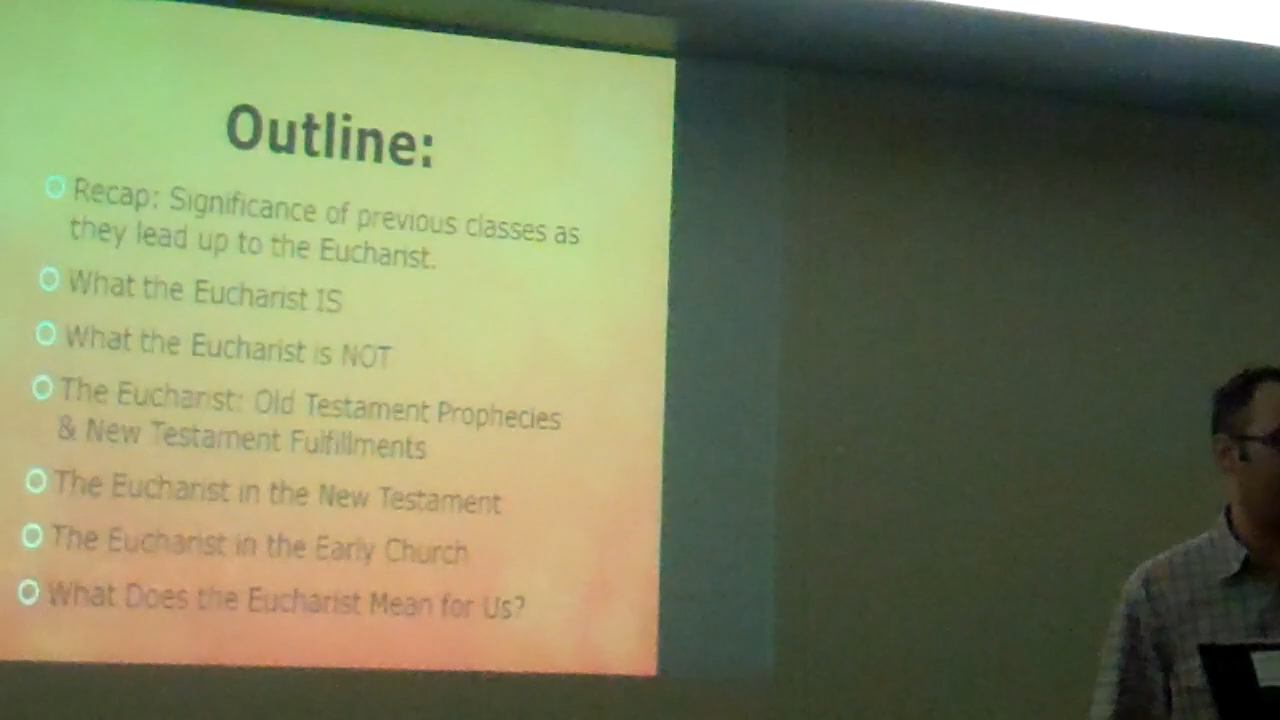 Outline:
Recap: Significance of previous classes as
they lead up to the Eucharist.
What the Eucharist IS
What the Eucharist is NOT
The Eucharist: Old Testament Prophecies
& New Testament Fulfillments
The Eucharist in the New Testament
The Eucharist in the Early Church
What Does the Eucharist Mean for Us?